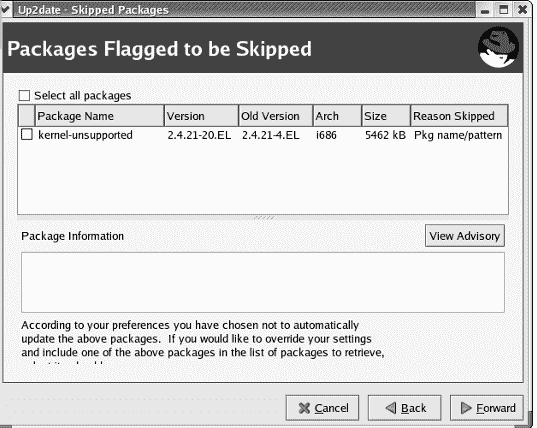 Up2date - Skipped Packages
Packages Flagged to be Skipped
Select all packages
Package Name Version Old Version Arch Size Reason Skipped
kernel-unsupported 2.4.21-20.EL 2.4.21-4.EL i686 5462 kB Pkg name/pattern
Package Information
View Advisory
According to your preferences you have chosen not to automatically
update the above packages. If you would like to override your settings
and include one of the above packages in the list of packages to retrieve,
Cancel Back Forward